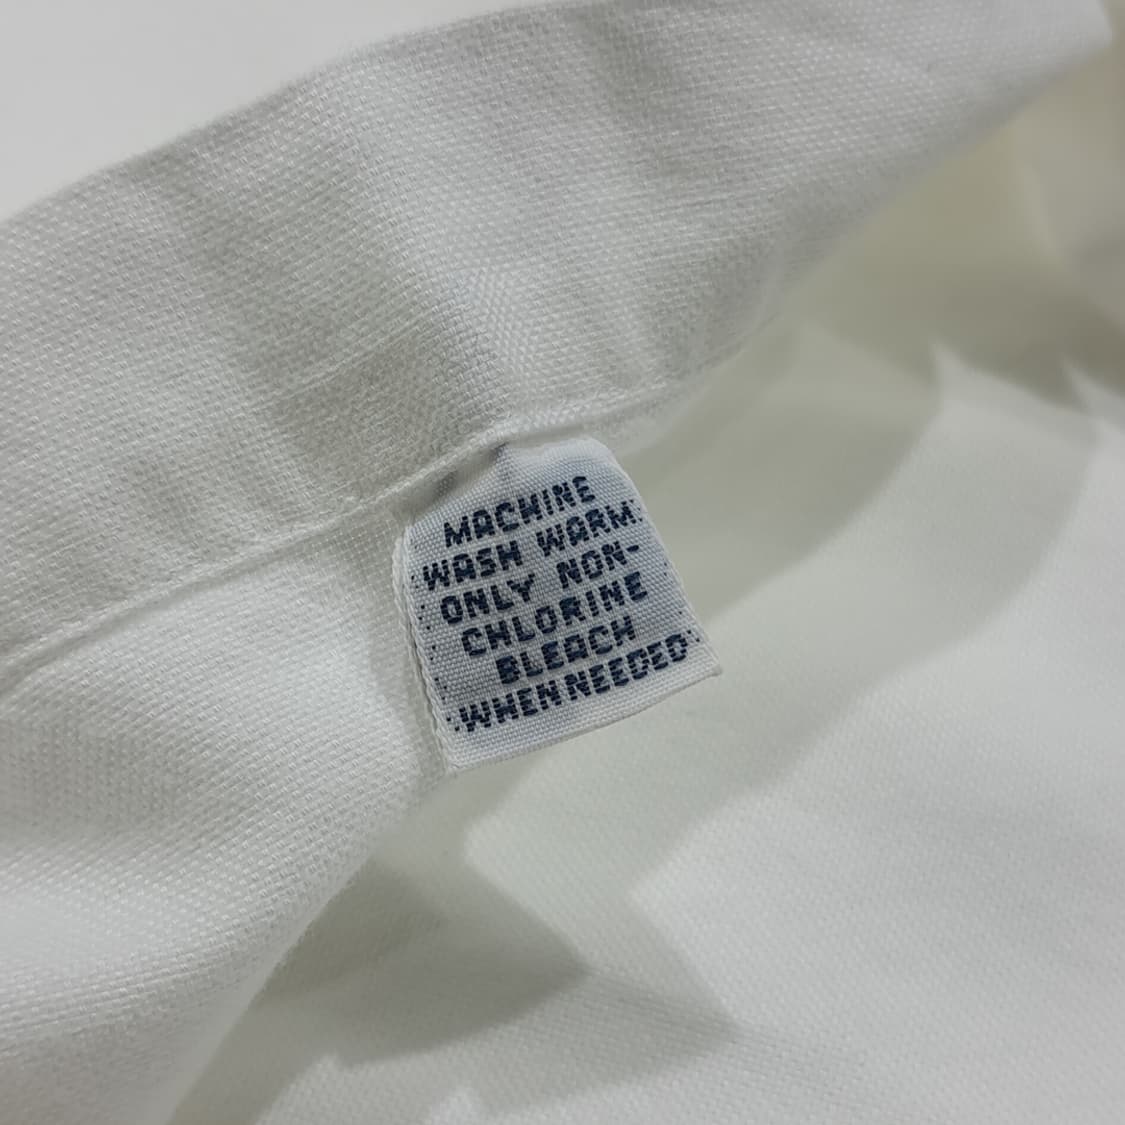 MACHINE
WASH WARM.
ONLY NON-
CHLORINE
BLEACH
WHEN NEEDED